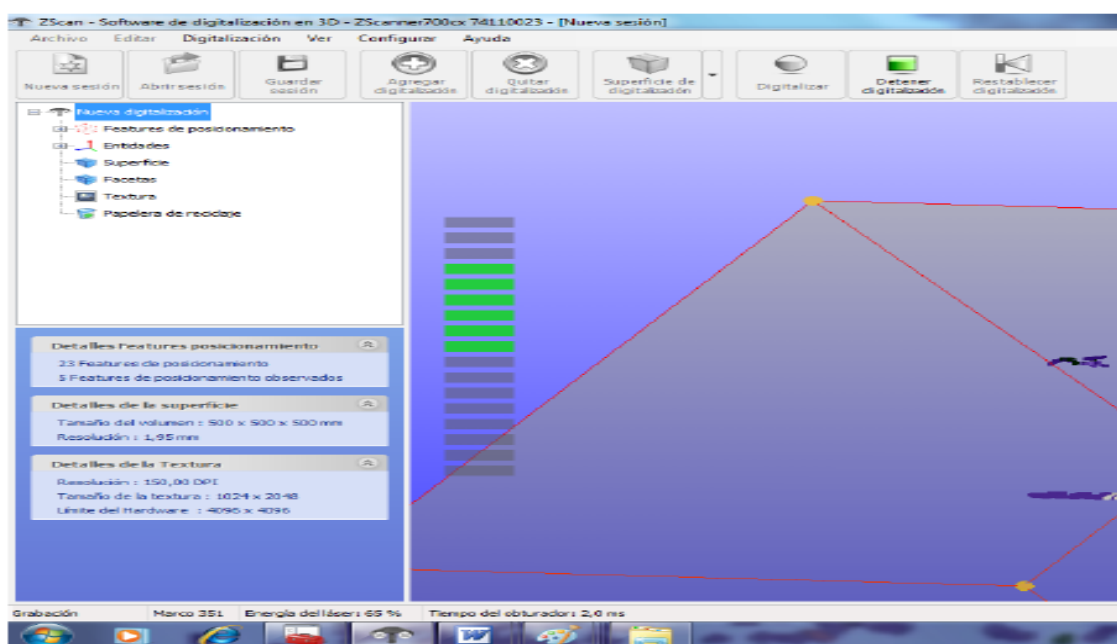 ZScan - Software de digitalización en 3D - ZScanner700cx 74110023 - [Nueva sesión]
Archivo Editar Digitalización Ver Configurar Ayuda
Nueva sesión Abrir sesión Guardar sesión Agregar digitalización Quitar digitalización Superficie de digitalización Digitalizar Detener digitalización Restablecer digitalización
Nueva digitalización
Features de posicionamiento
Entidades
Superficie
Facetas
Textura
Papelera de reciclaje
Detalles Features posicionamiento
23 Features de posicionamiento
5 Features de posicionamiento observados
Detalles de la superficie
Tamaño del volumen : 500 x 500 x 500 mm
Resolución : 1,95 mm
Detalles de la Textura
Resolución : 150,00 DPI
Tamaño de la textura : 1024 x 2048
Límite del Hardware : 4096 x 4096
Grabación Marco 351 Energía del láser: 65 % Tiempo del obturador: 2,0 ms